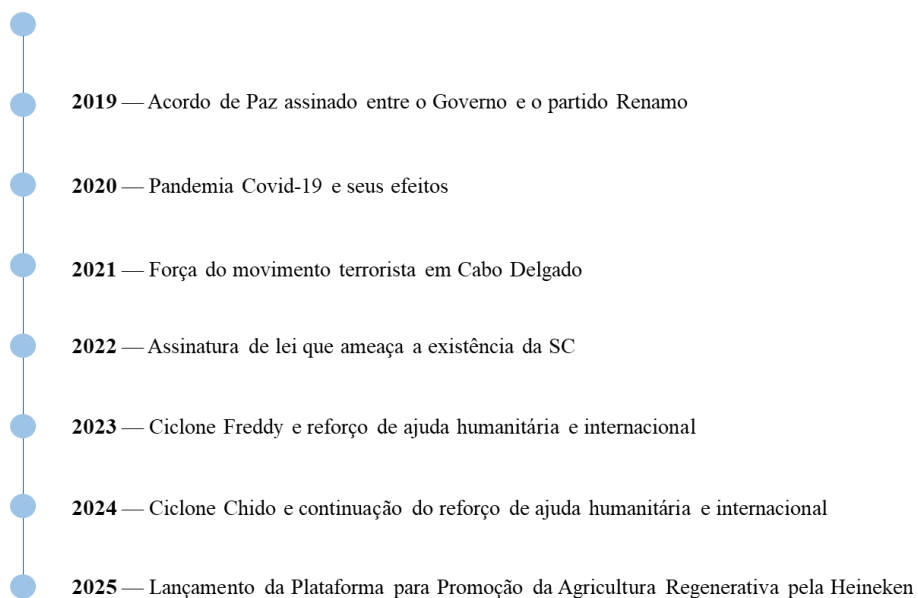 2019 — Acordo de Paz assinado entre o Governo e o partido Renamo
2020 — Pandemia Covid-19 e seus efeitos
2021 — Força do movimento terrorista em Cabo Delgado
2022 — Assinatura de lei que ameaça a existência da SC
2023 — Ciclone Freddy e reforço de ajuda humanitária e internacional
2024 — Ciclone Chido e continuação do reforço de ajuda humanitária e internacional
2025 — Lançamento da Plataforma para Promoção da Agricultura Regenerativa pela Heineken